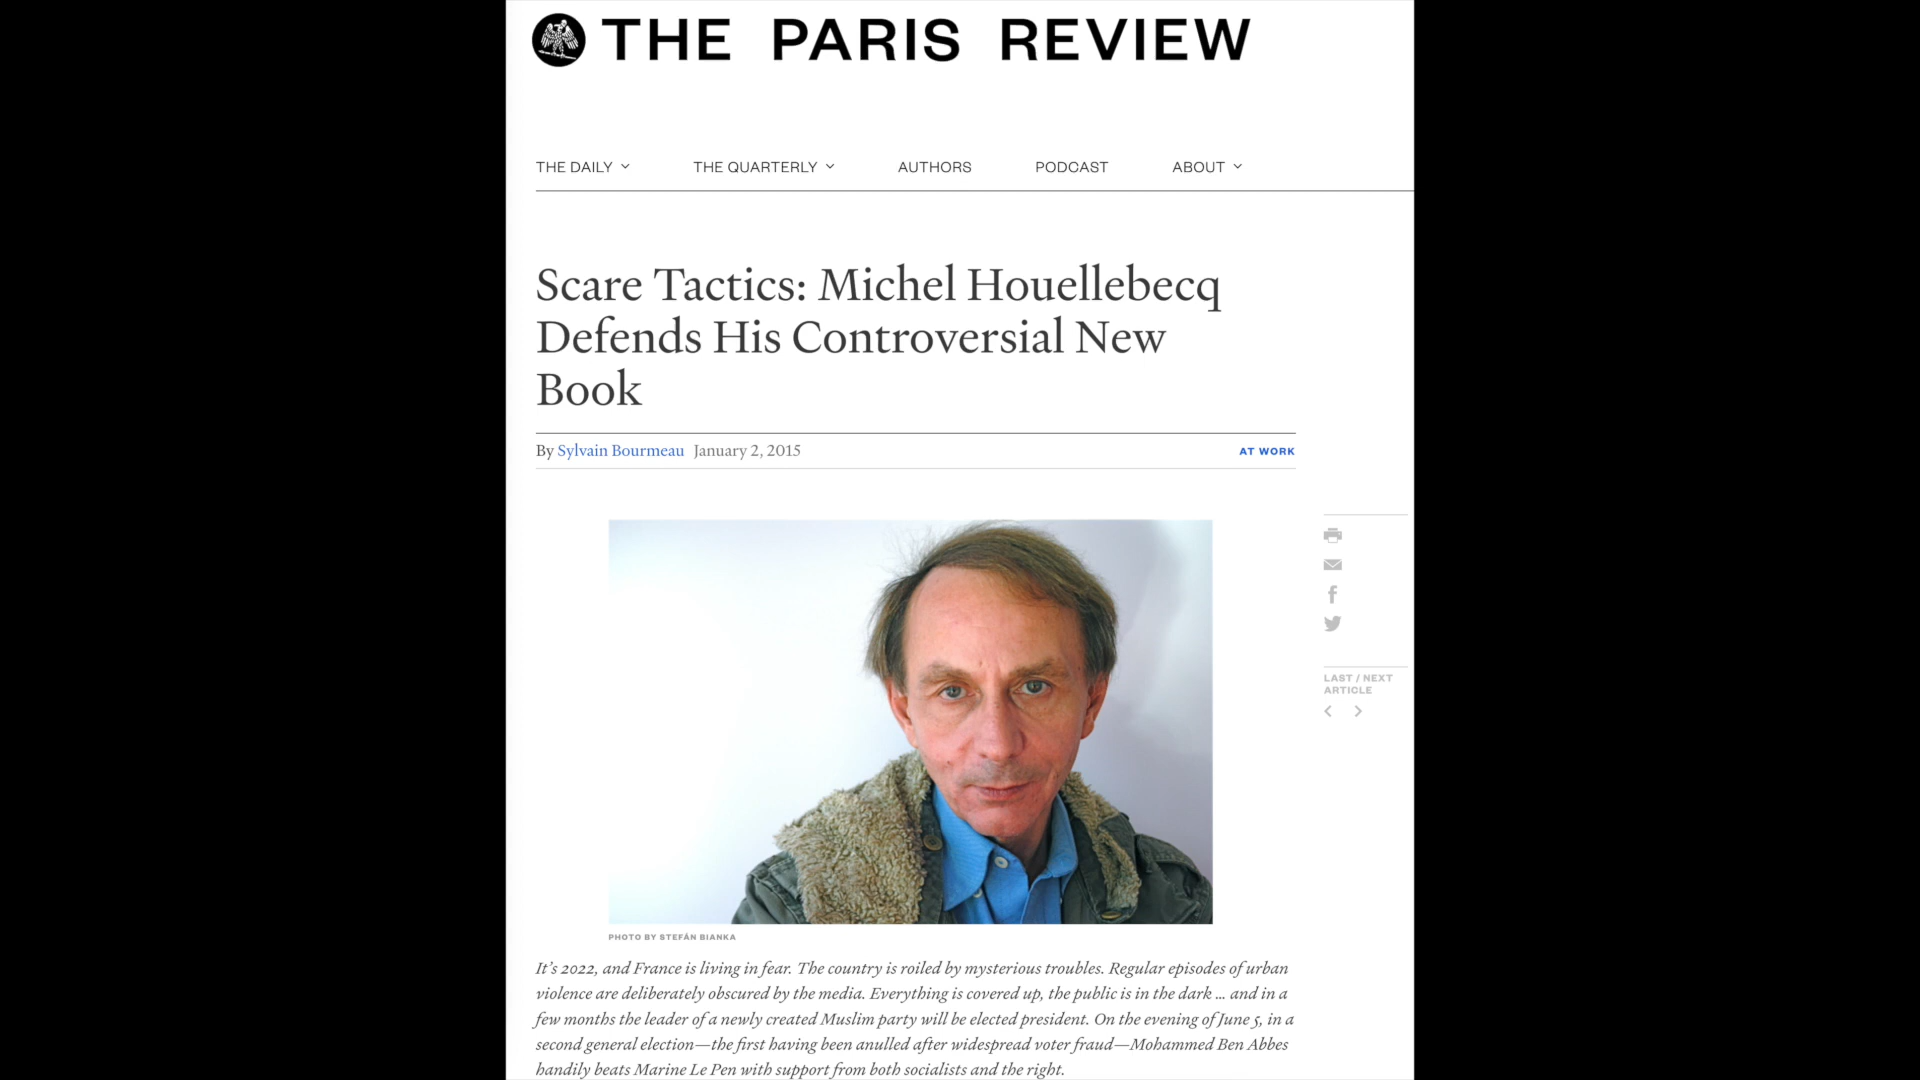 THE PARIS REVIEW
THE DAILY
THE QUARTERLY
AUTHORS
PODCAST
ABOUT
Scare Tactics: Michel Houellebecq
Defends His Controversial New
Book
By Sylvain Bourmeau January 2, 2015
AT WORK
LAST / NEXT
ARTICLE
PHOTO BY STEFÁN BIANKA
It’s 2022, and France is living in fear. The country is roiled by mysterious troubles. Regular episodes of urban
violence are deliberately obscured by the media. Everything is covered up, the public is in the dark ... and in a
few months the leader of a newly created Muslim party will be elected president. On the evening of June 5, in a
second general election—the first having been anulled after widespread voter fraud—Mohammed Ben Abbes
handily beats Marine Le Pen with support from both socialists and the right.